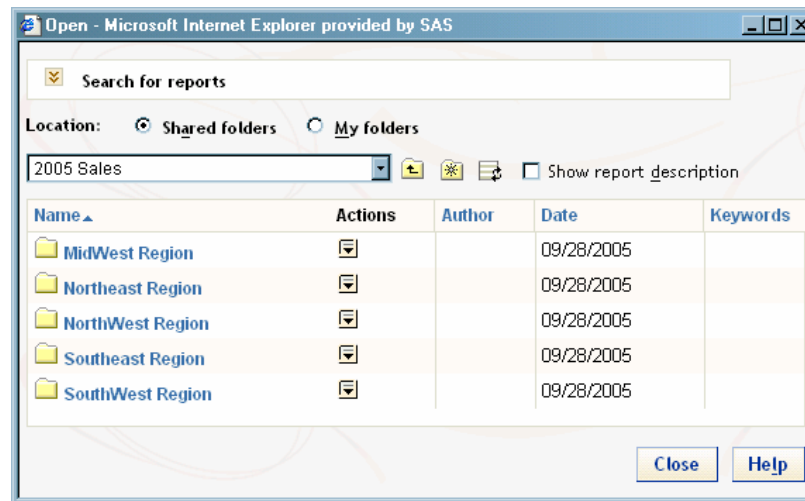 Open - Microsoft Internet Explorer provided by SAS
Search for reports
Location: Shared folders My folders
2005 Sales Show report description
Name Actions Author Date Keywords
MidWest Region 09/28/2005
Northeast Region 09/28/2005
NorthWest Region 09/28/2005
Southeast Region 09/28/2005
SouthWest Region 09/28/2005
Close Help